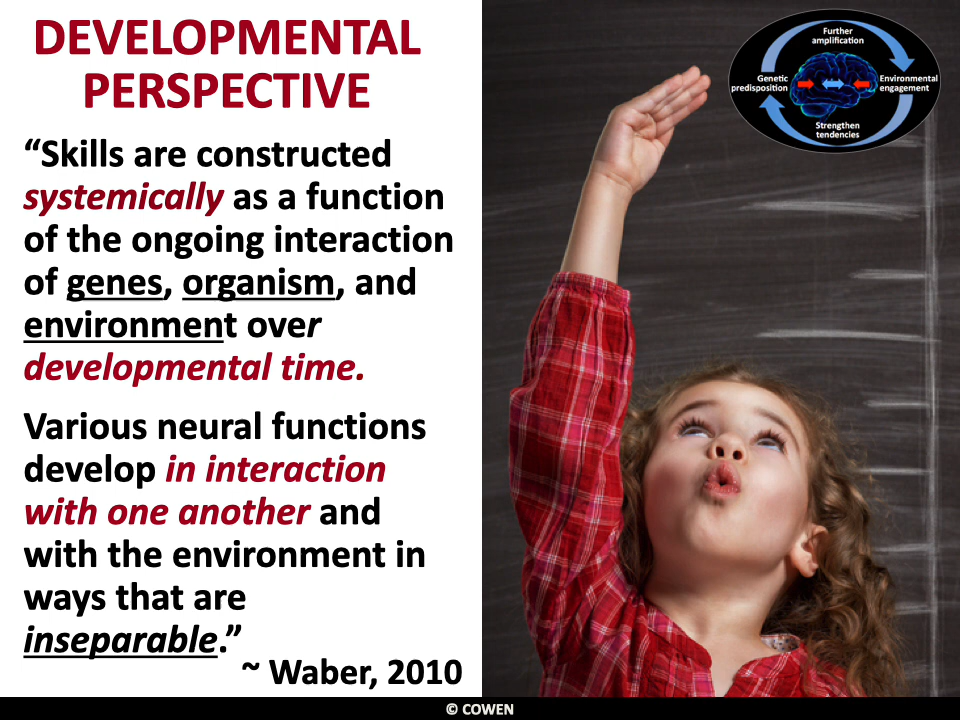 DEVELOPMENTAL
PERSPECTIVE
“Skills are constructed
systemically as a function
of the ongoing interaction
of genes, organism, and
environment over
developmental time.
Various neural functions
develop in interaction
with one another and
with the environment in
ways that are
inseparable.”
~ Waber, 2010
Further
amplification
Genetic
predisposition
Environmental
engagement
Strengthen
tendencies
© COWEN